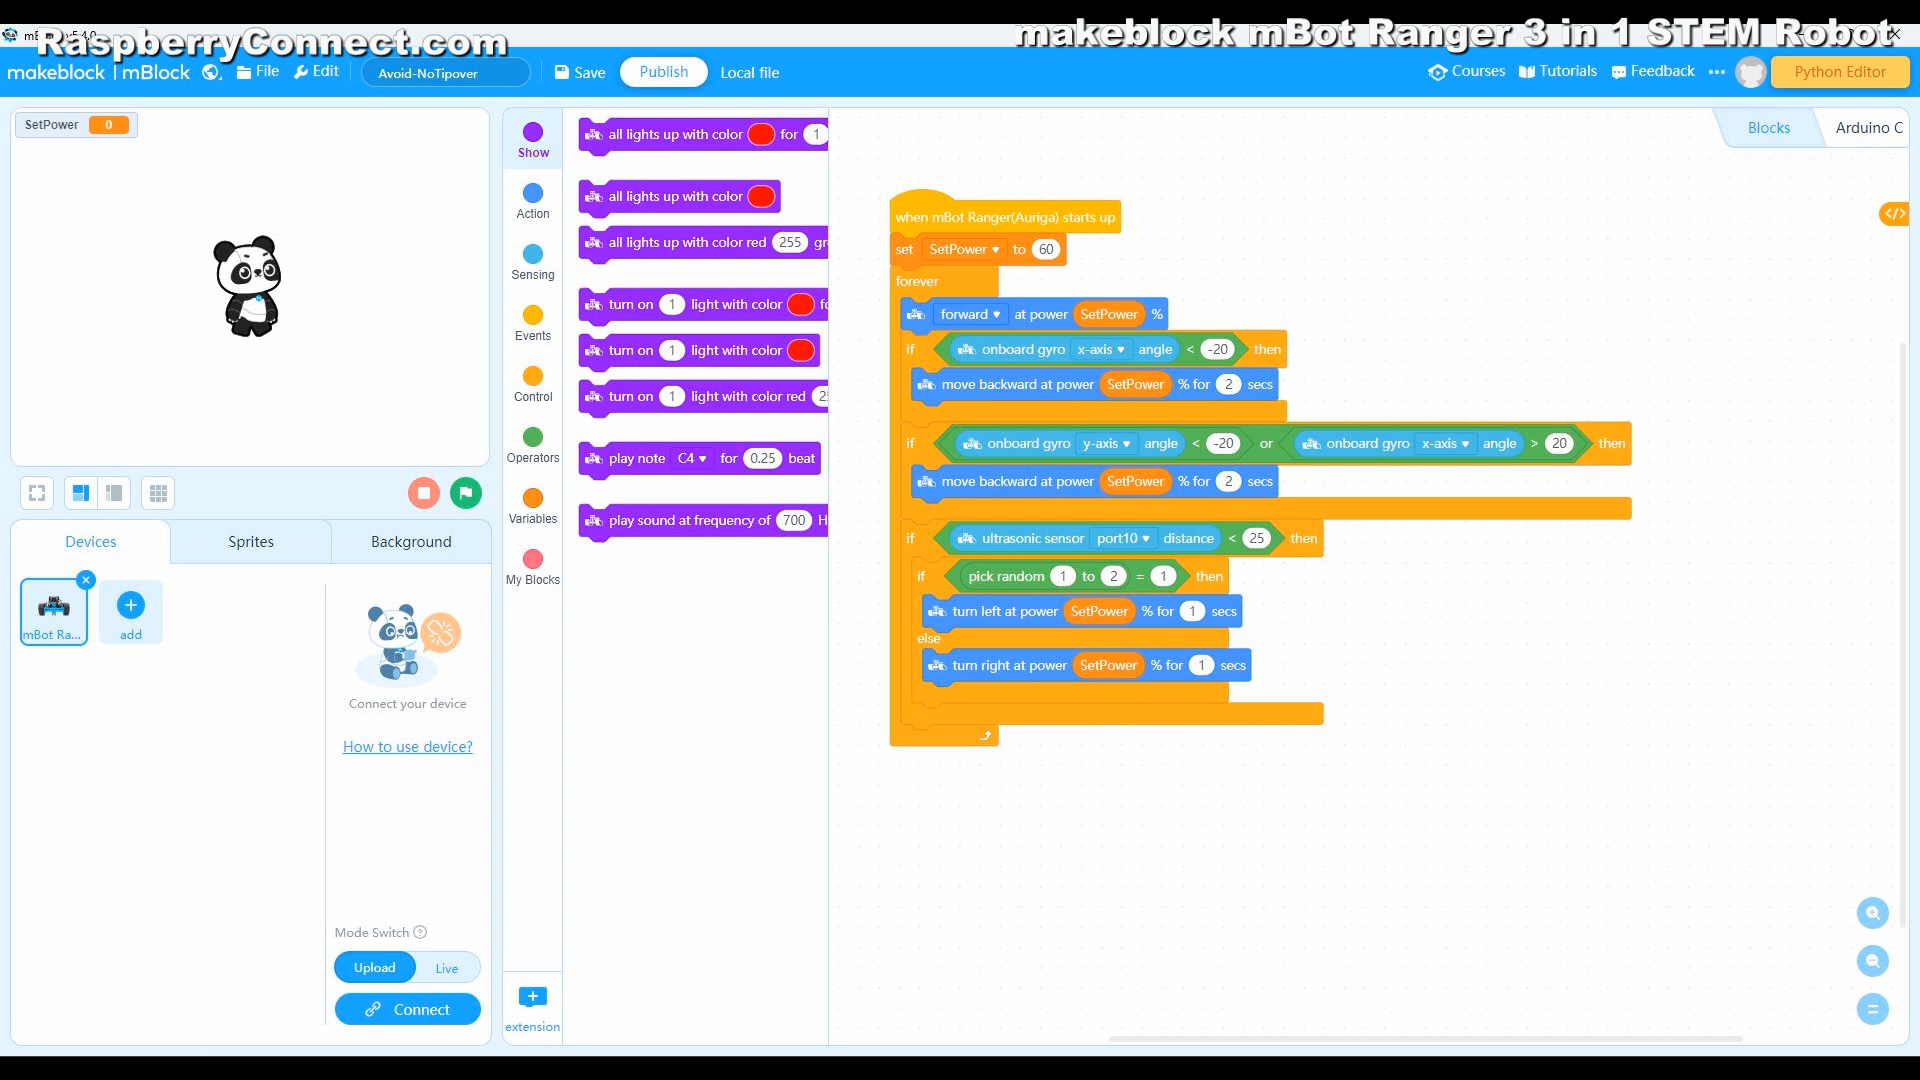 RaspberryConnect.com
makeblock mBot Ranger 3 in 1 STEM Robot
makeblock | mBlock
File
Edit
Avoid-NoTipover
Save
Publish
Local file
Courses
Tutorials
Feedback
Python Editor
SetPower 0
Devices
Sprites
Background
mBot Ra...
add
Connect your device
How to use device?
Mode Switch
Upload
Live
Connect
Show
Action
Sensing
Events
Control
Operators
Variables
My Blocks
extension
all lights up with color for 1
all lights up with color
all lights up with color red 255
turn on 1 light with color
turn on 1 light with color
turn on 1 light with color red
play note C4 for 0.25 beat
play sound at frequency of 700
Blocks
Arduino C
when mBot Ranger(Auriga) starts up
set SetPower to 60
forever
forward at power SetPower %
if onboard gyro x-axis angle < -20 then
move backward at power SetPower % for 2 secs
if onboard gyro y-axis angle < -20 or onboard gyro x-axis angle > 20 then
move backward at power SetPower % for 2 secs
if ultrasonic sensor port10 distance < 25 then
if pick random 1 to 2 = 1 then
turn left at power SetPower % for 1 secs
else
turn right at power SetPower % for 1 secs